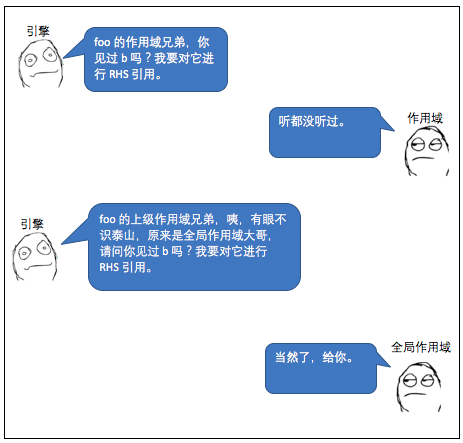 引擎
foo 的作用域兄弟，你
见过 b 吗？我要对它进
行 RHS 引用。
作用域
听都没听过。
引擎
foo 的上级作用域兄弟，咦，有眼不
识泰山，原来是全局作用域大哥，
请问你见过 b 吗？我要对它进行
RHS 引用。
全局作用域
当然了，给你。